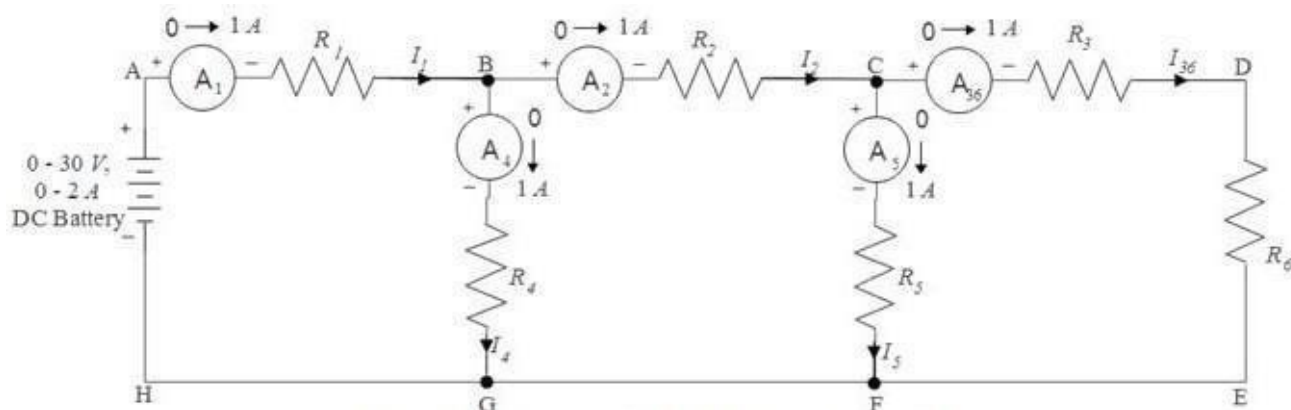 0 → 1 A
0 → 1 A
0 → 1 A
A + A1 − R1 I1 B + A2 − R2 I2 C + A36 − R3 I36 D
+ + 0 + 0
0 - 30 V,
0 - 2 A
DC Battery
−
A4
− 1 A
A5
− 1 A
R4
R5
R6
I4
I5
H G F E